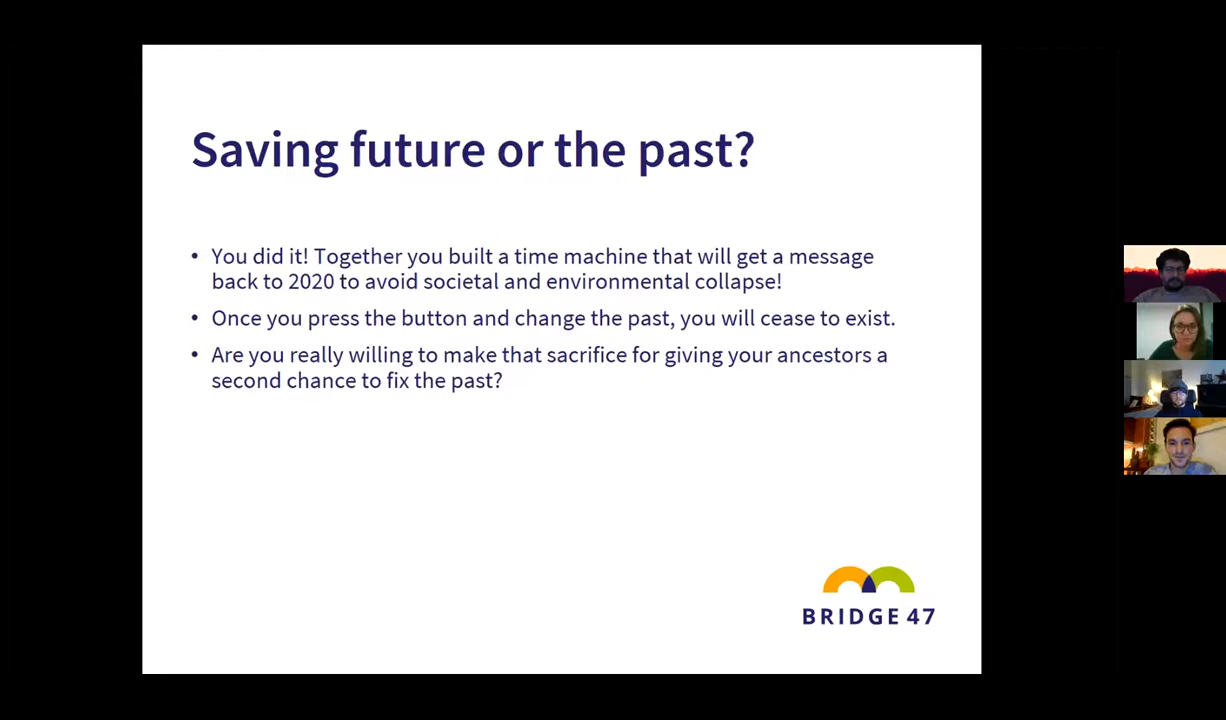 Saving future or the past?
• You did it! Together you built a time machine that will get a message
back to 2020 to avoid societal and environmental collapse!
• Once you press the button and change the past, you will cease to exist.
• Are you really willing to make that sacrifice for giving your ancestors a
second chance to fix the past?
BRIDGE 47